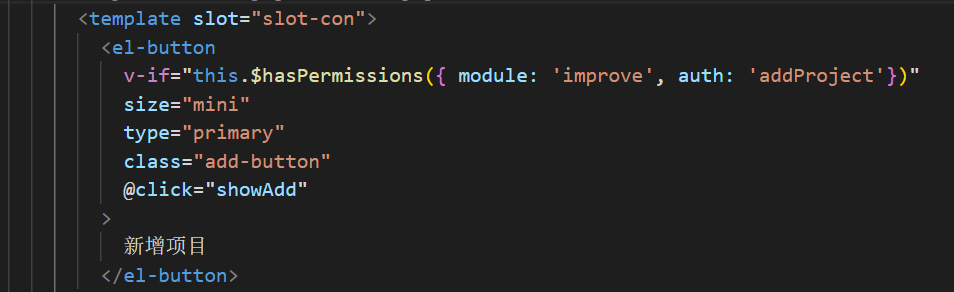 <template slot="slot-con">
<el-button
v-if="this.$hasPermissions({ module: 'improve', auth: 'addProject'})"
size="mini"
type="primary"
class="add-button"
@click="showAdd"
>
新增项目
</el-button>